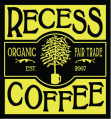 RECESS
ORGANIC FAIR TRADE
EST. 2007
COFFEE